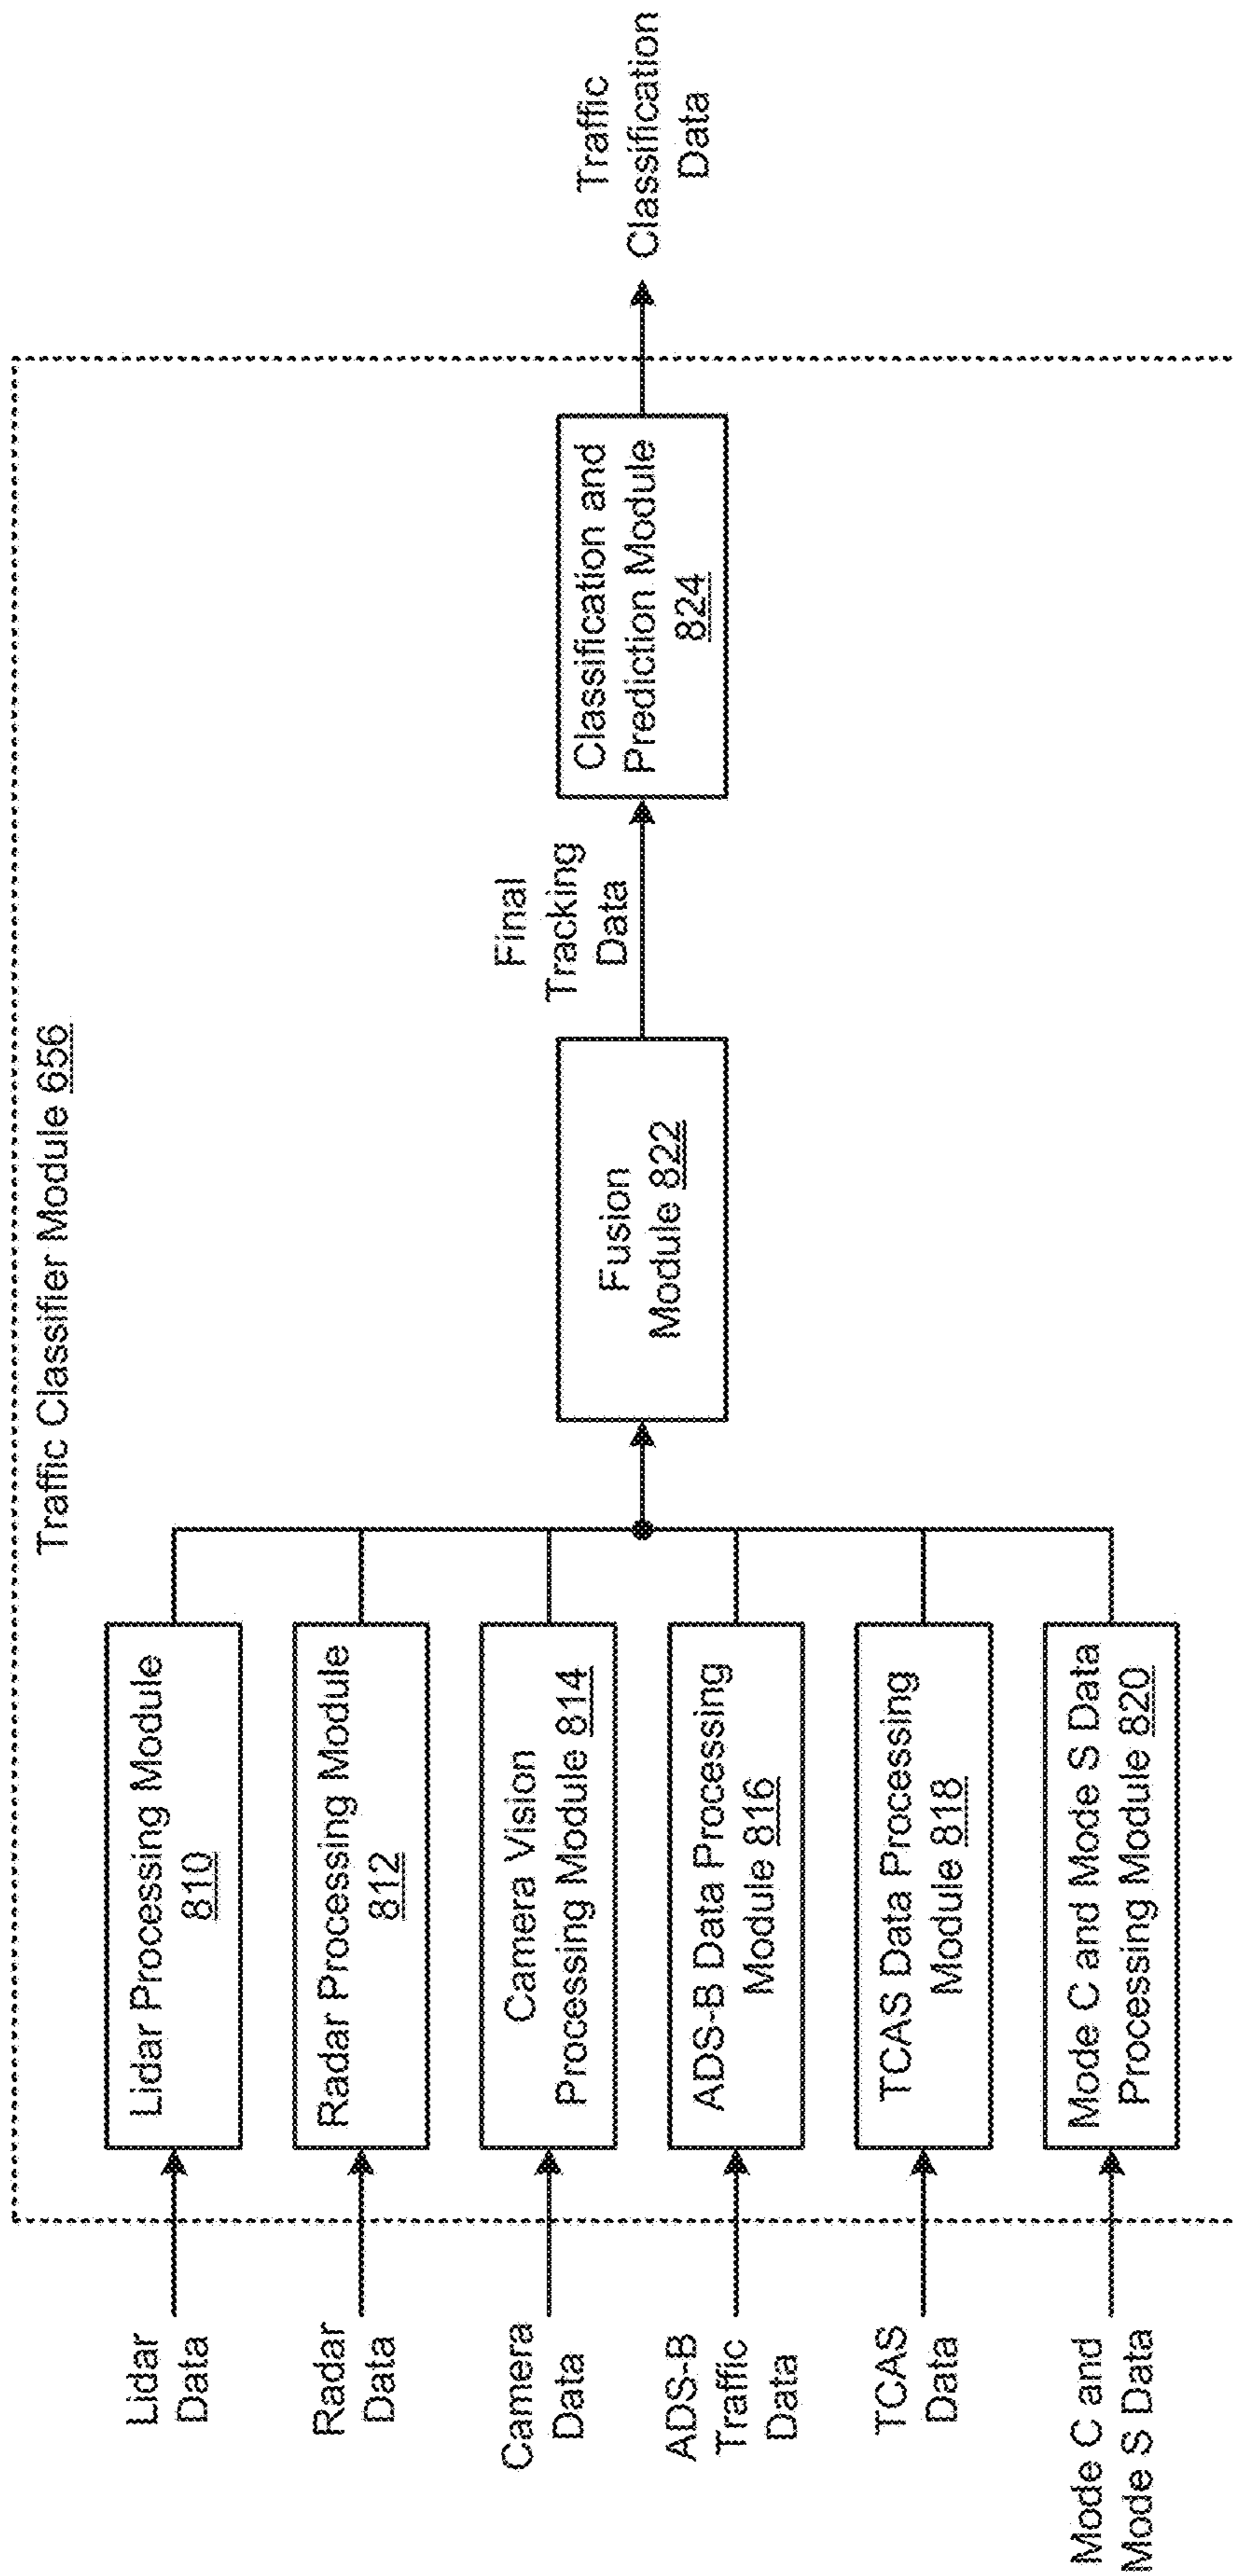 Traffic Classifier Module 656
Lidar
Data
Lidar Processing Module
810
Radar
Data
Radar Processing Module
812
Camera
Data
Camera Vision
Processing Module 814
ADS-B
Traffic
Data
ADS-B Data Processing
Module 816
TCAS
Data
TCAS Data Processing
Module 818
Mode C and
Mode S Data
Mode C and Mode S Data
Processing Module 820
Fusion
Module 822
Final
Tracking
Data
Classification and
Prediction Module
824
Traffic
Classification
Data